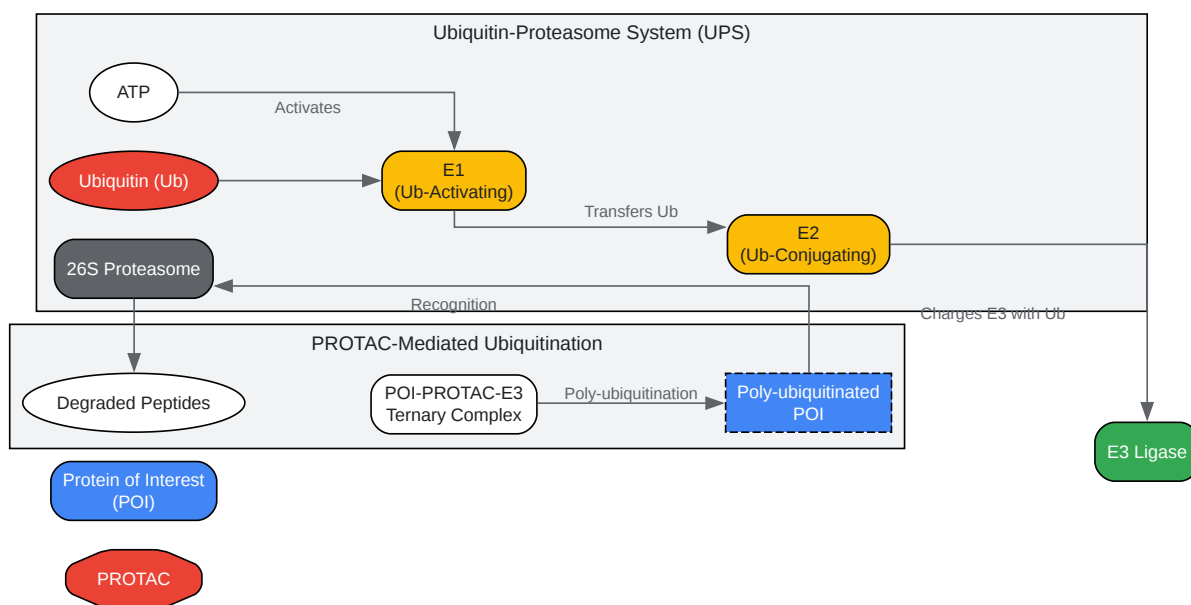 Ubiquitin-Proteasome System (UPS)
ATP
Activates
Ubiquitin (Ub)
E1
(Ub-Activating)
Transfers Ub
E2
(Ub-Conjugating)
26S Proteasome
Recognition
Charges E3 with Ub
PROTAC-Mediated Ubiquitination
Degraded Peptides
POI-PROTAC-E3
Ternary Complex
Poly-ubiquitination
Poly-ubiquitinated
POI
E3 Ligase
Protein of Interest
(POI)
PROTAC